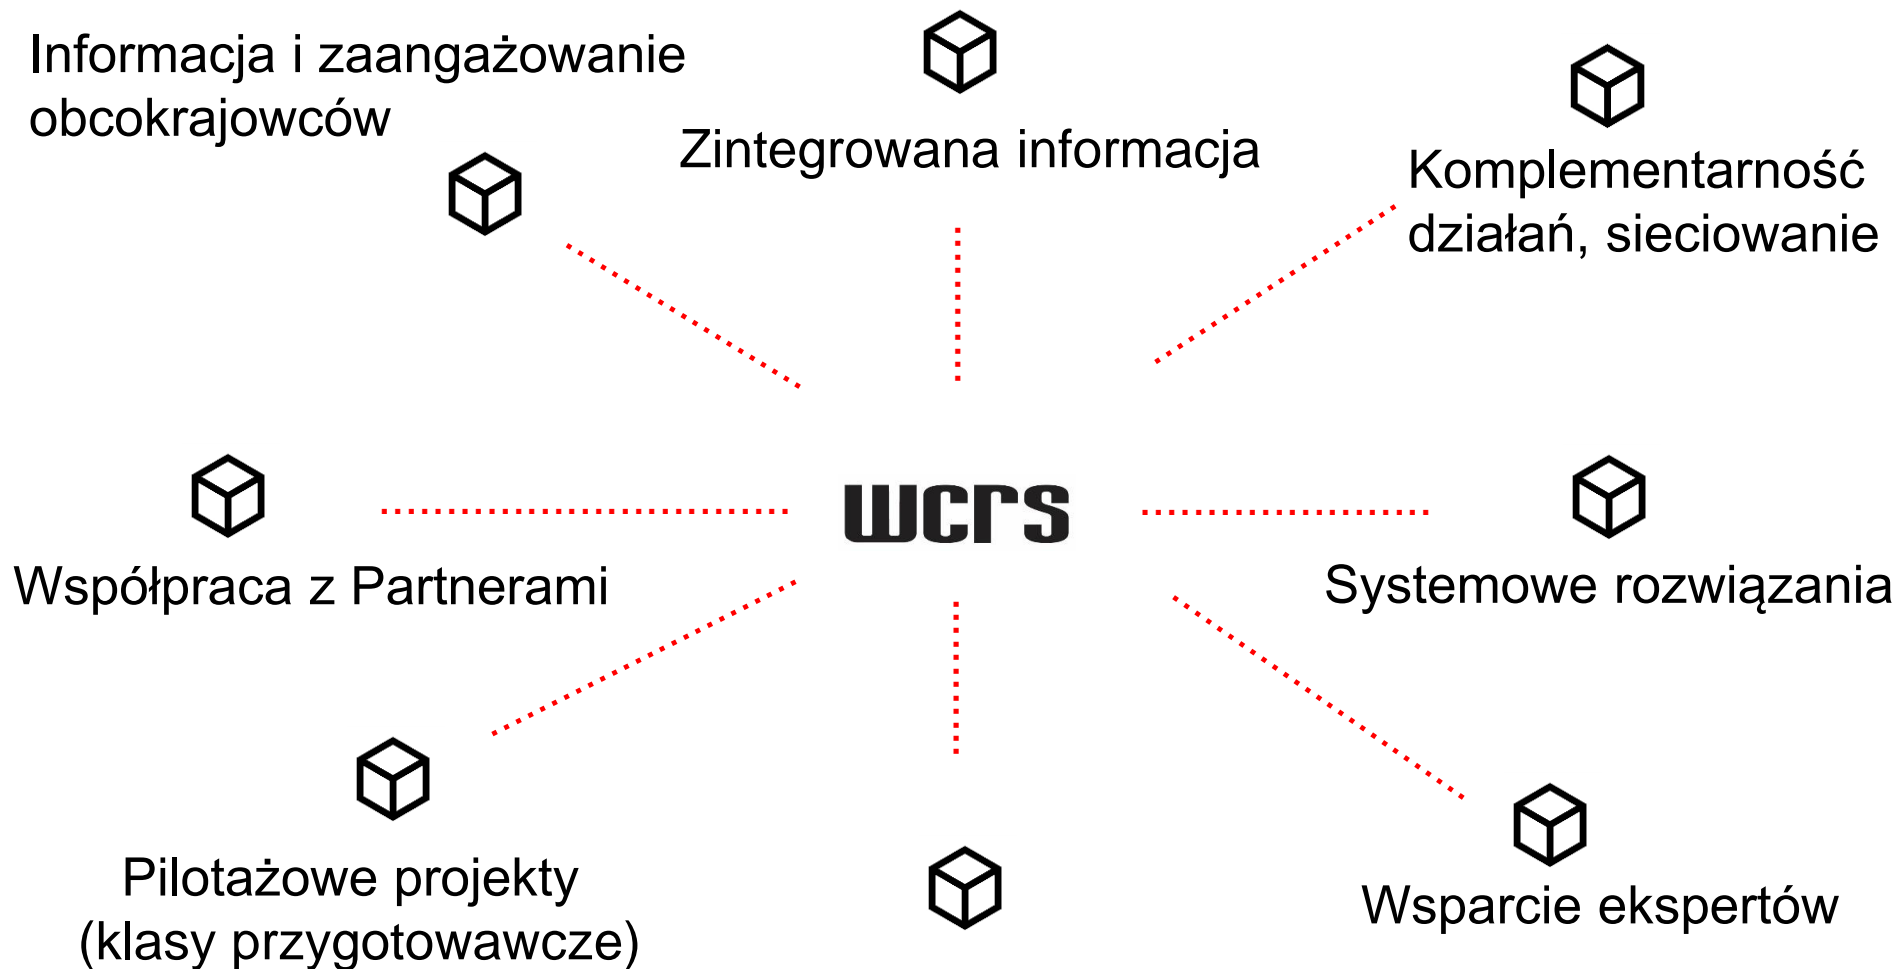 Informacja i zaangażowanie
obcokrajowców
Zintegrowana informacja
Komplementarność
działań, sieciowanie
wcrs
Współpraca z Partnerami
Systemowe rozwiązania
Pilotażowe projekty
(klasy przygotowawcze)
Wsparcie ekspertów